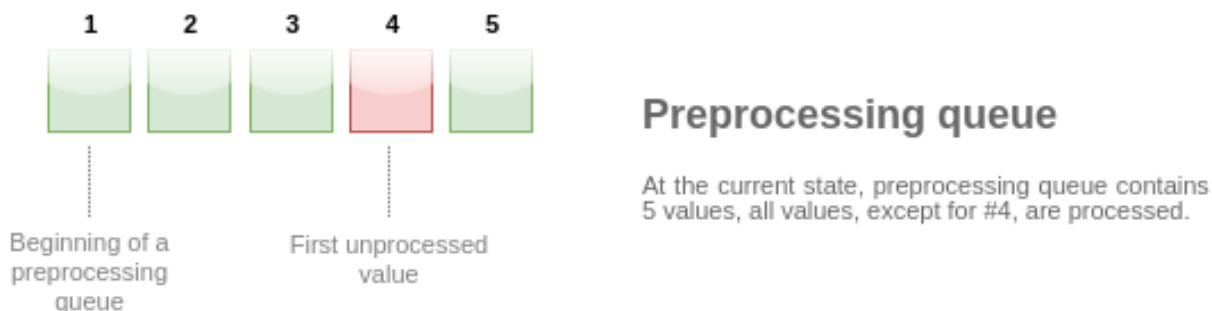 1 2 3 4 5
Preprocessing queue
At the current state, preprocessing queue contains
5 values, all values, except for #4, are processed.
Beginning of a
preprocessing
queue
First unprocessed
value